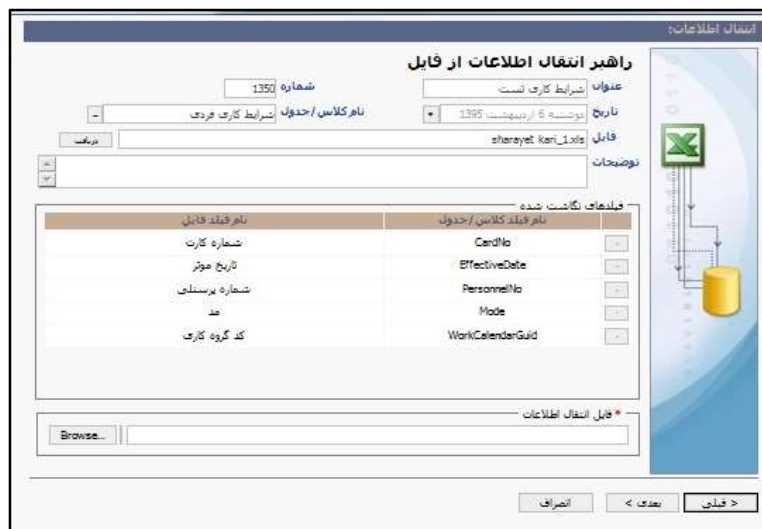 انتقال اطلاعات:
راهبر انتقال اطلاعات از فایل
عنوان شرایط کاری تست شماره 1350
تاریخ دوشنبه 6 اردیبهشت 1395 نام کلاس/جدول شرایط کاری فردی
فایل sharayet kari_1.xls دریافت
توضیحات
فیلدهای نگاشت شده
نام فیلد کلاس/جدول نام فیلد فایل
CardNo شماره کارت
EffectiveDate تاریخ موثر
PersonnelNo شماره پرسنلی
Mode مد
WorkCalendarGuid کد گروه کاری
* فایل انتقال اطلاعات
Browse...
< قبلی بعدی > انصراف